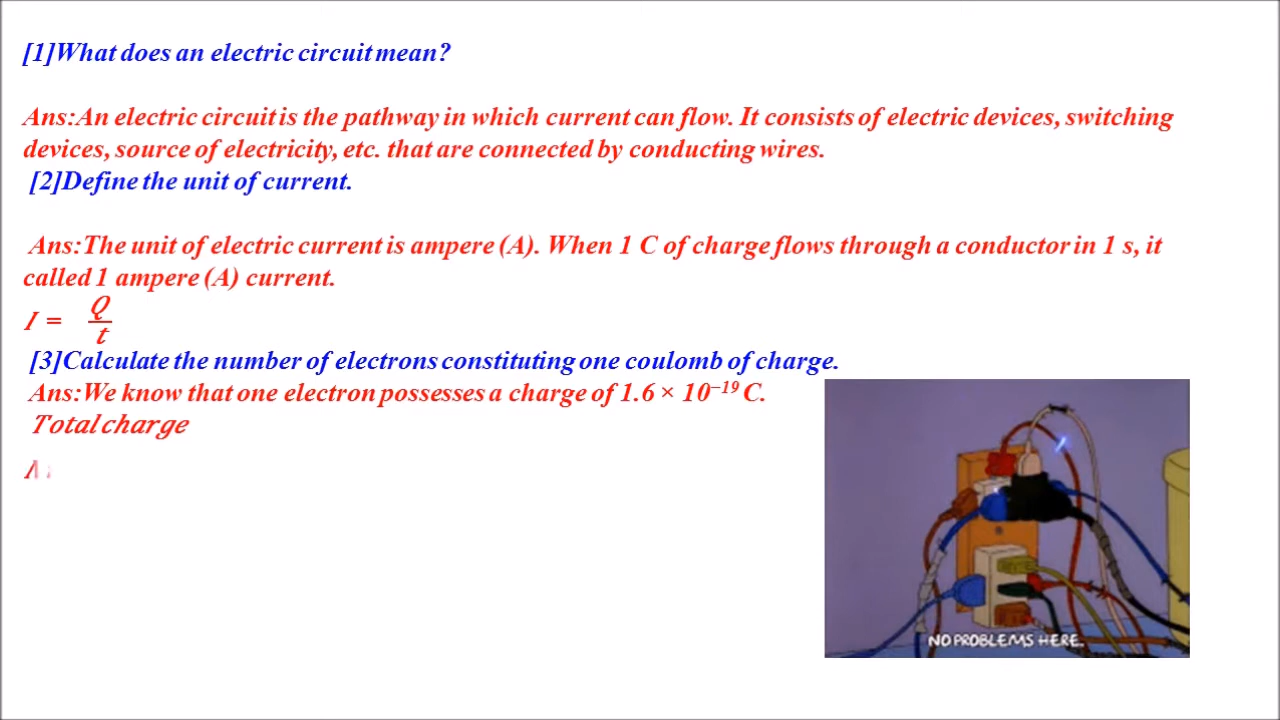 [1]What does an electric circuit mean?
Ans:An electric circuit is the pathway in which current can flow. It consists of electric devices, switching
devices, source of electricity, etc. that are connected by conducting wires.
[2]Define the unit of current.
Ans:The unit of electric current is ampere (A). When 1 C of charge flows through a conductor in 1 s, it
called 1 ampere (A) current.
I = Q/t
[3]Calculate the number of electrons constituting one coulomb of charge.
Ans:We know that one electron possesses a charge of 1.6 × 10⁻¹⁹ C.
Total charge
NO PROBLEMS HERE.